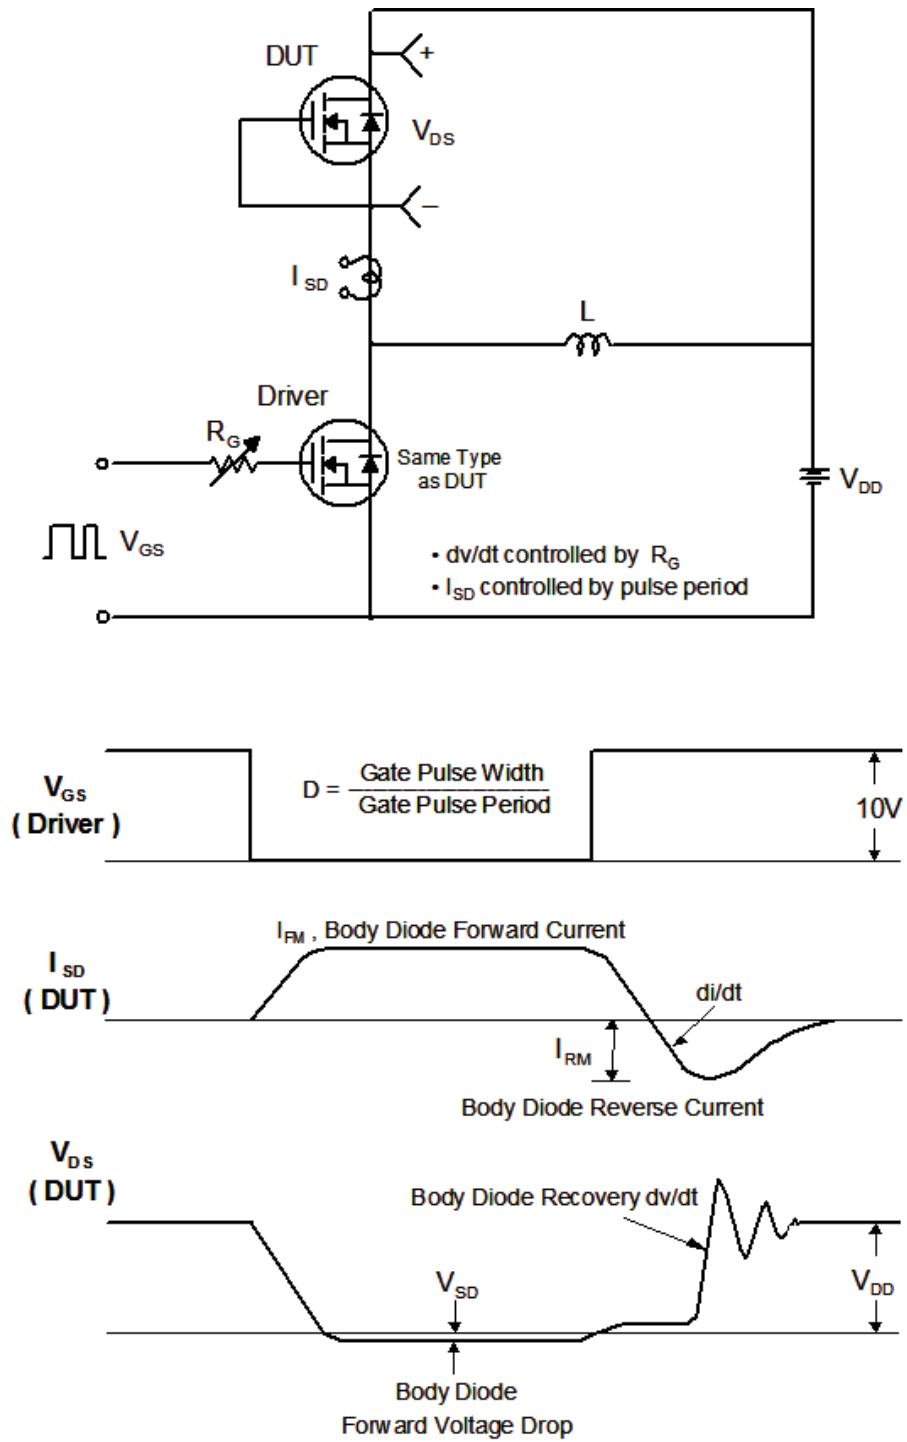 DUT
+
V_DS
–
I_SD
L
Driver
R_G
Same Type
as DUT
V_DD
V_GS
• dv/dt controlled by R_G
• I_SD controlled by pulse period
V_GS
( Driver )
D = Gate Pulse Width
Gate Pulse Period
10V
I_FM , Body Diode Forward Current
I_SD
( DUT )
di/dt
I_RM
Body Diode Reverse Current
V_DS
( DUT )
Body Diode Recovery dv/dt
V_SD
V_DD
Body Diode
Forward Voltage Drop